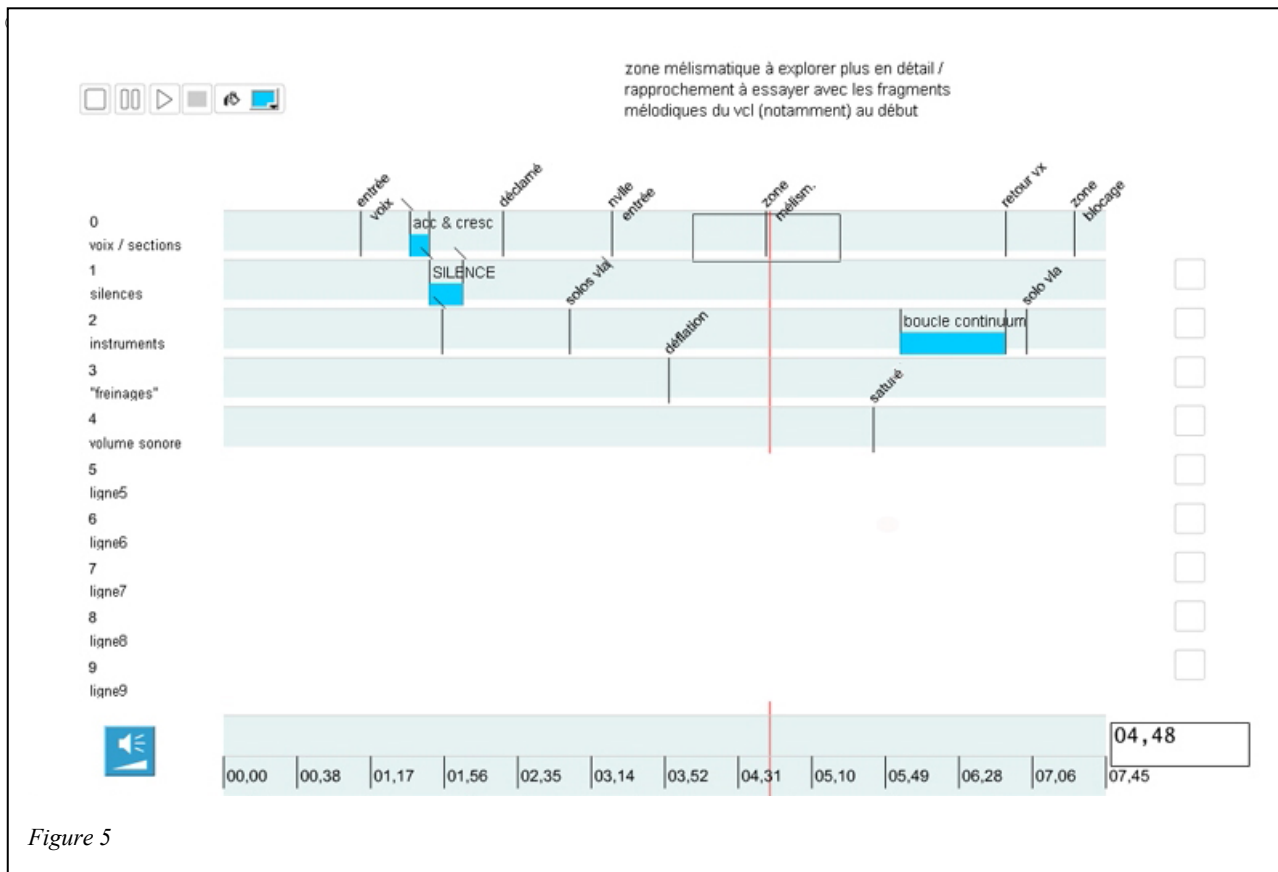 zone mélismatique à explorer plus en détail /
rapprochement à essayer avec les fragments
mélodiques du vcl (notamment) au début
entrée
voix
déclamé
nvlle
entrée
zone
mélism.
retour vx
zone
blocage
0
voix / sections
acc & cresc
1
silences
SILENCE
solos vla
solo vla
2
instruments
boucle continuum
déflation
3
"freinages"
saturé
4
volume sonore
5
ligne5
6
ligne6
7
ligne7
8
ligne8
9
ligne9
04,48
00,00 00,38 01,17 01,56 02,35 03,14 03,52 04,31 05,10 05,49 06,28 07,06 07,45
Figure 5